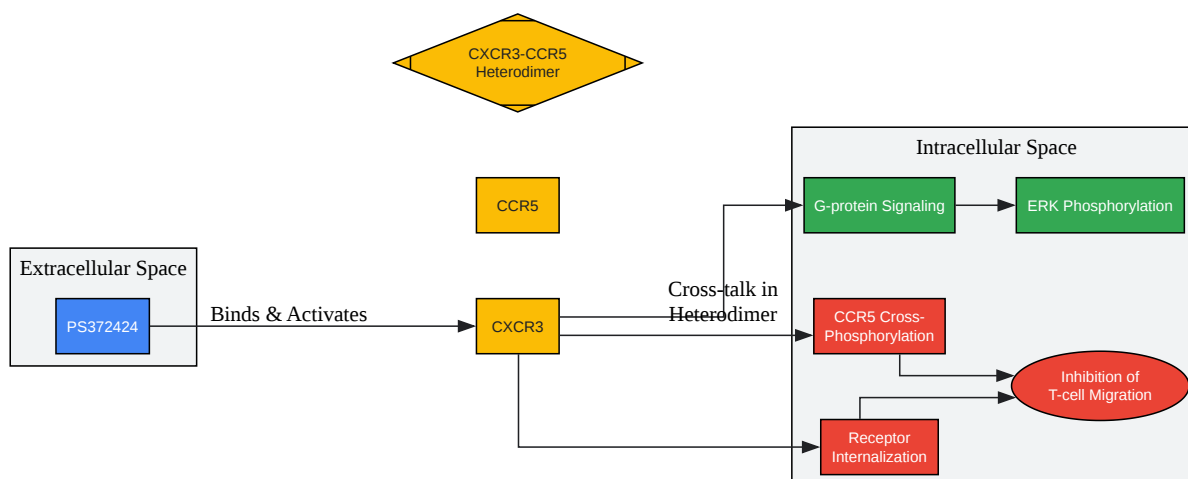 CXCR3-CCR5
Heterodimer
Intracellular Space
CCR5
G-protein Signaling
ERK Phosphorylation
Extracellular Space
PS372424
Binds & Activates
CXCR3
Cross-talk in
Heterodimer
CCR5 Cross-
Phosphorylation
Inhibition of
T-cell Migration
Receptor
Internalization